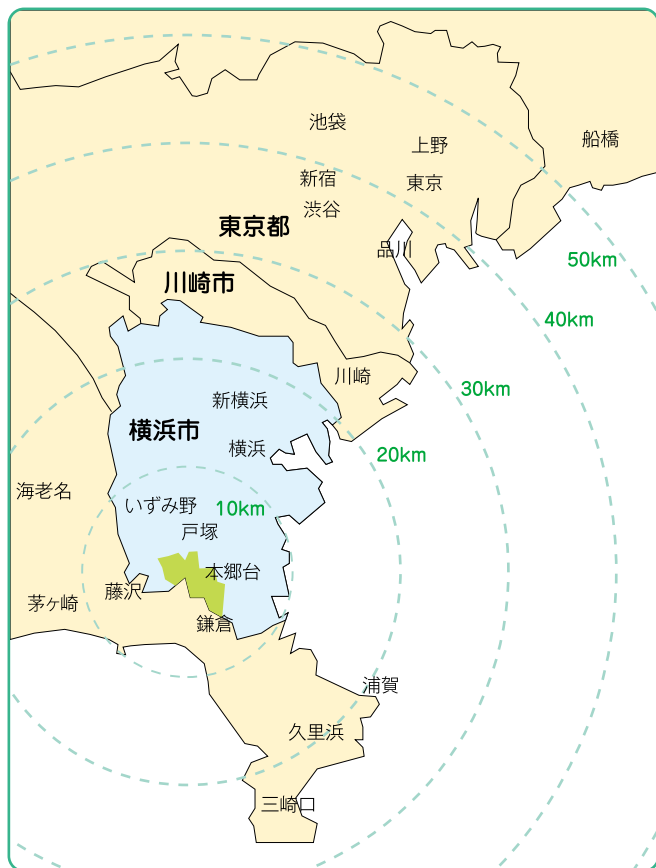 池袋
上野
船橋
新宿
東京
渋谷
東京都
品川
50km
川崎市
40km
川崎
30km
新横浜
横浜市
横浜
20km
海老名
いずみ野
10km
戸塚
本郷台
藤沢
茅ヶ崎
鎌倉
浦賀
久里浜
三崎口